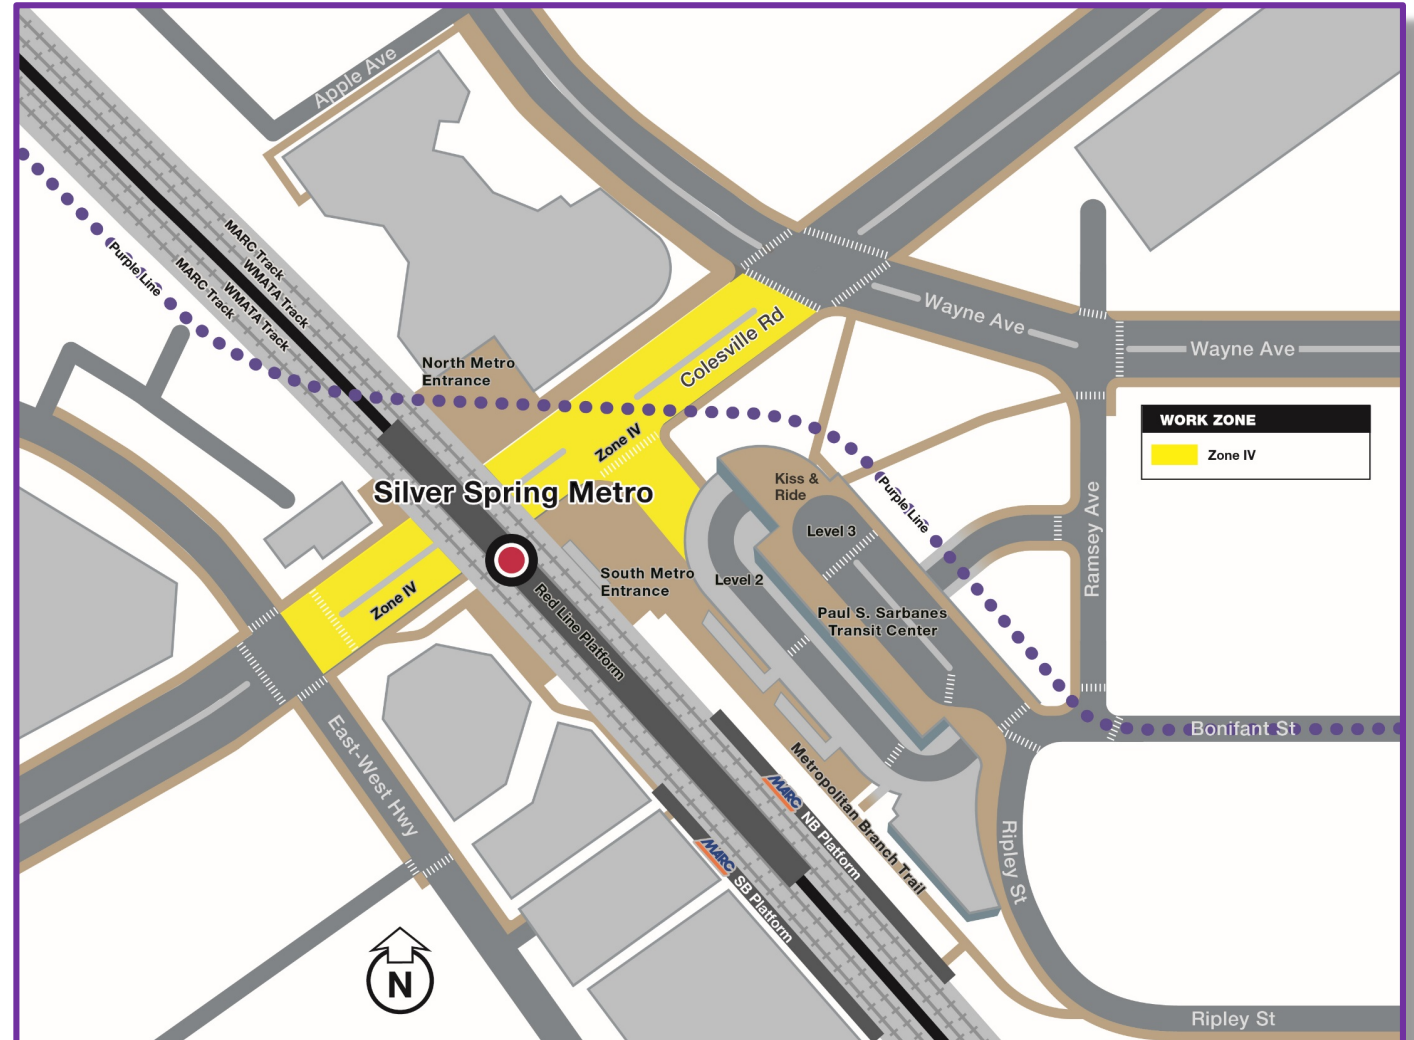 Apple Ave
MARC Track
WMATA Track
MARC Track
WMATA Track
Purple Line
Colesville Rd
Wayne Ave
Wayne Ave
North Metro
Entrance
WORK ZONE
Zone IV
Zone IV
Silver Spring Metro
Kiss &
Ride
Purple Line
Level 3
Ramsey Ave
South Metro
Entrance
Level 2
Zone IV
Red Line Platform
Paul S. Sarbanes
Transit Center
East-West Hwy
Bonifant St
Metropolitan Branch Trail
MARC NB Platform
MARC SB Platform
Ripley St
N
Ripley St